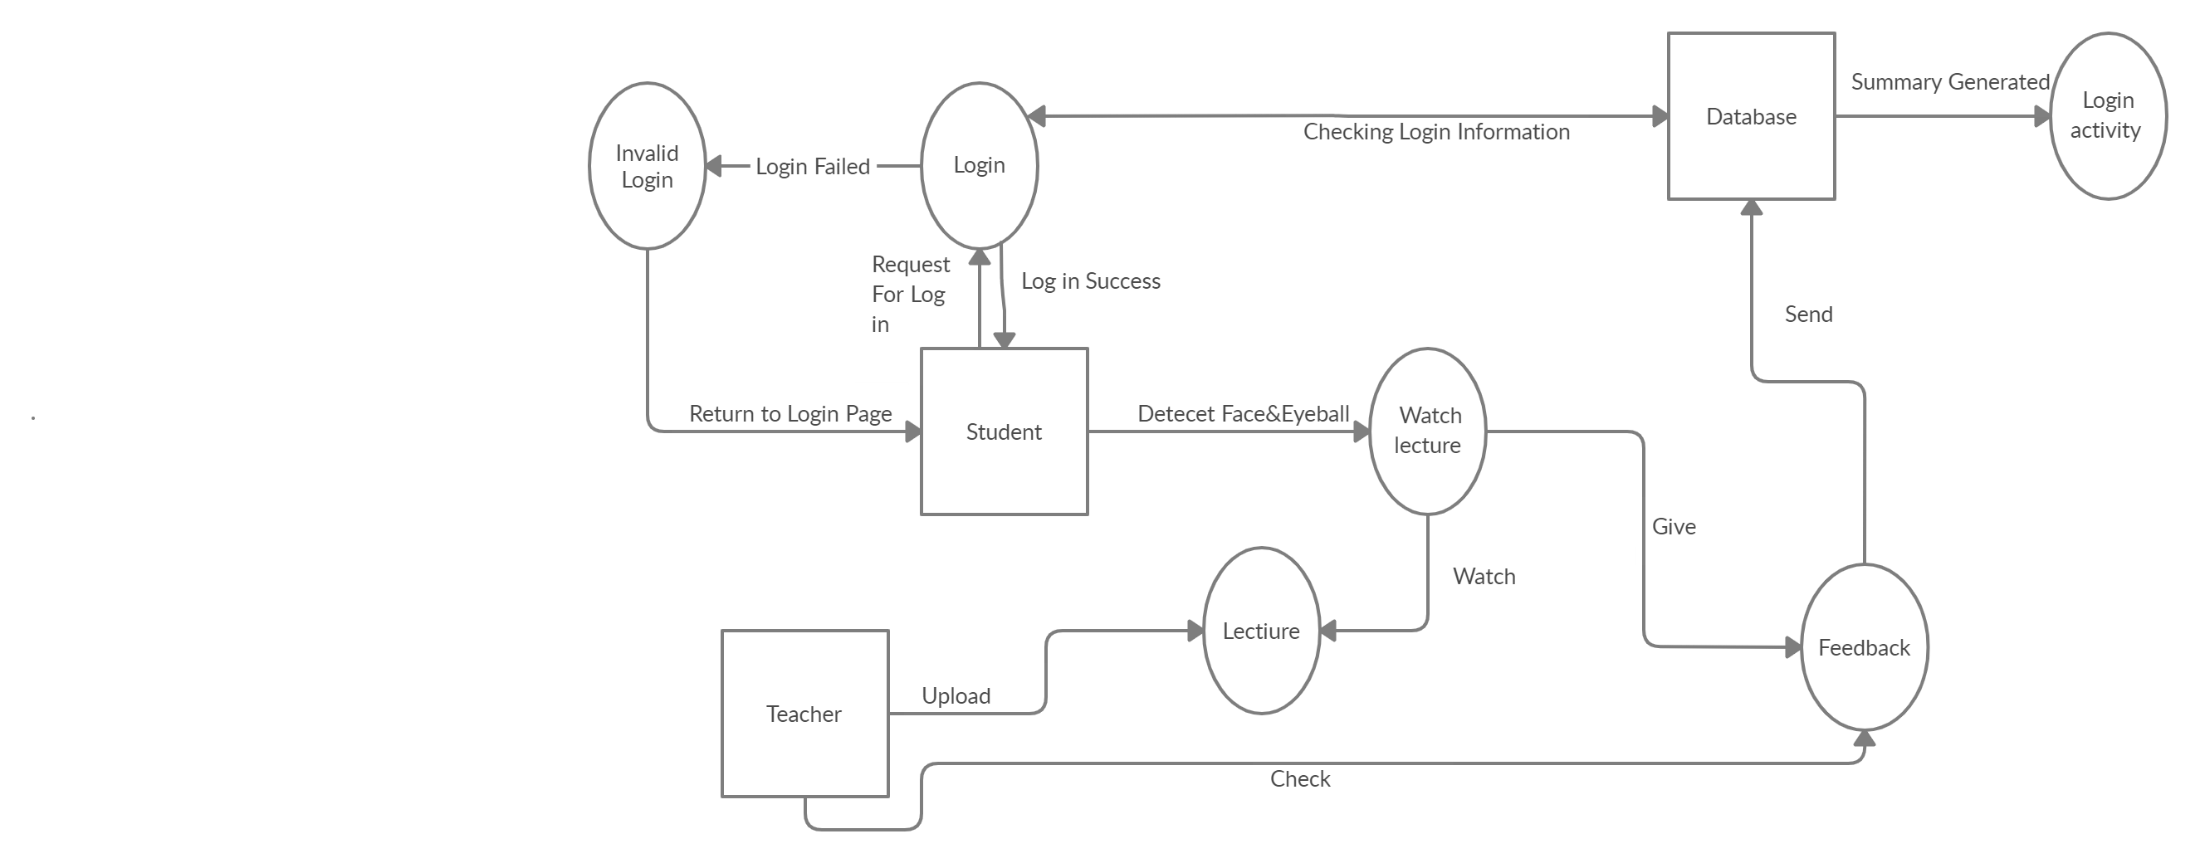 Summary Generated
Database
Login
activity
Checking Login Information
Invalid
Login
Login Failed
Login
Request
For Log
in
Log in Success
Send
Return to Login Page
Student
Detecet Face&Eyeball
Watch
lecture
Give
Watch
Lectiure
Feedback
Upload
Teacher
Check
.